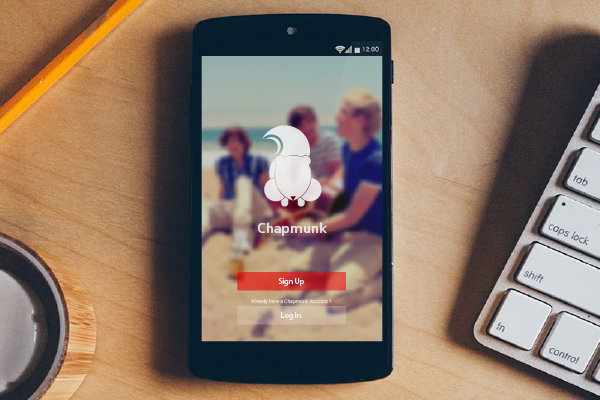 12:00
Chapmunk
Sign Up
Already have a Chapmunk Account ?
Log In
tab
caps lock
shift
fn
control